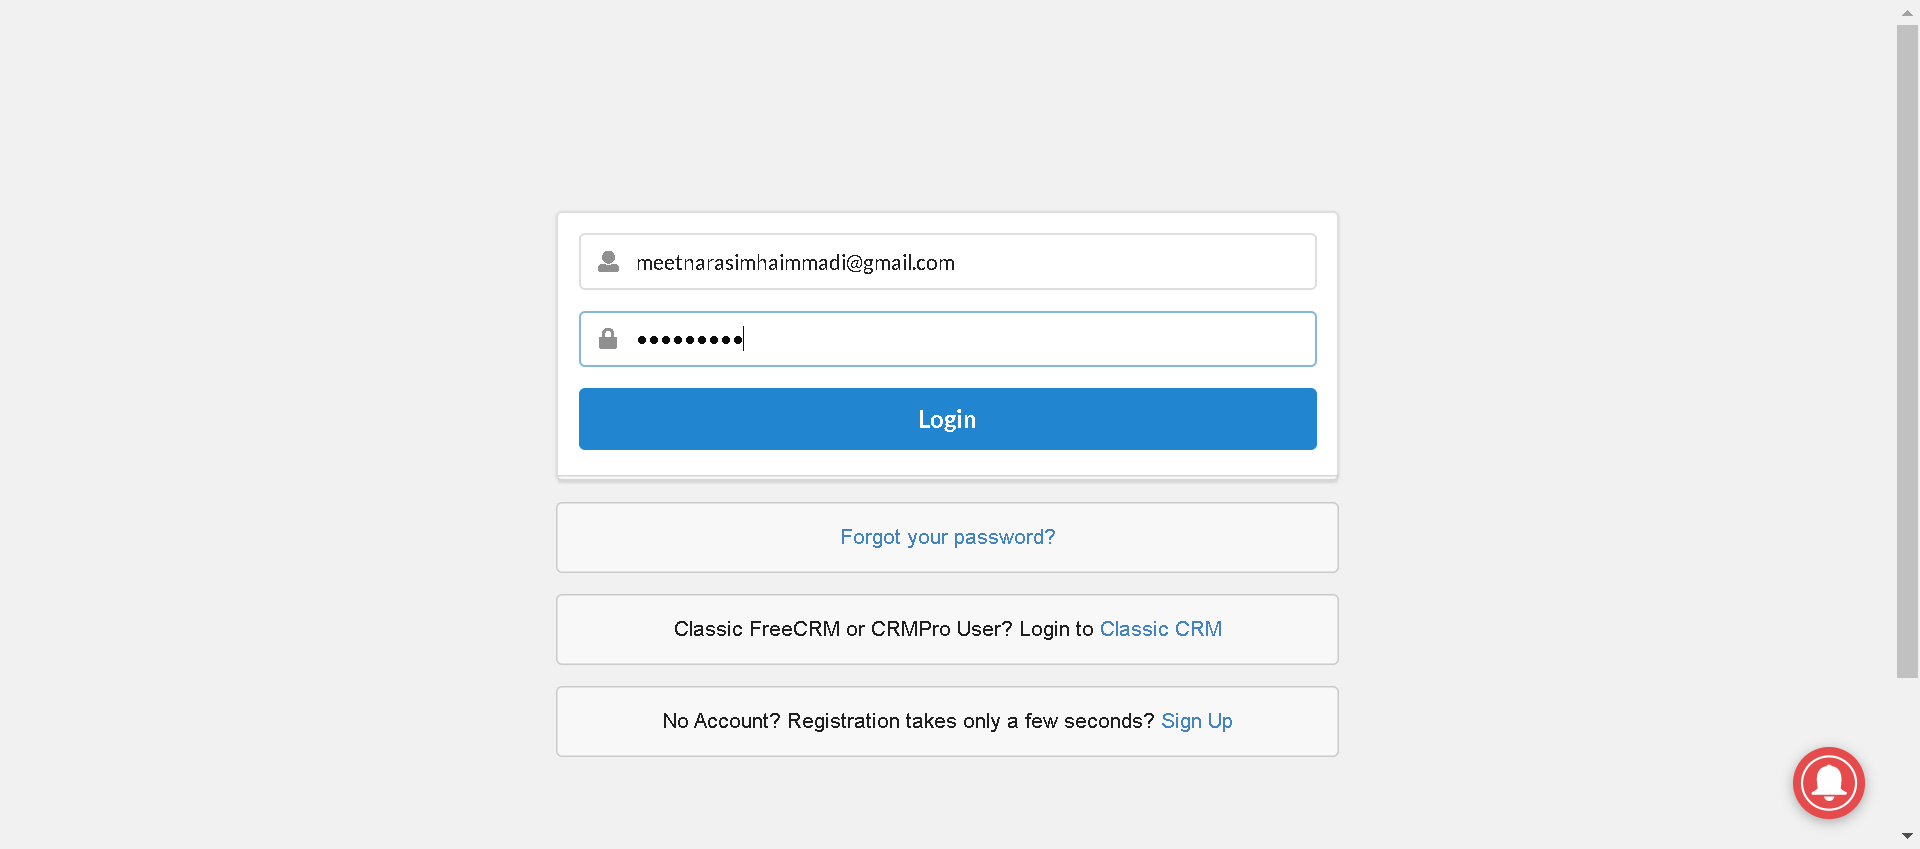 meetnarasimhaimmadi@gmail.com
•••••••••
Login
Forgot your password?
Classic FreeCRM or CRMPro User? Login to Classic CRM
No Account? Registration takes only a few seconds? Sign Up